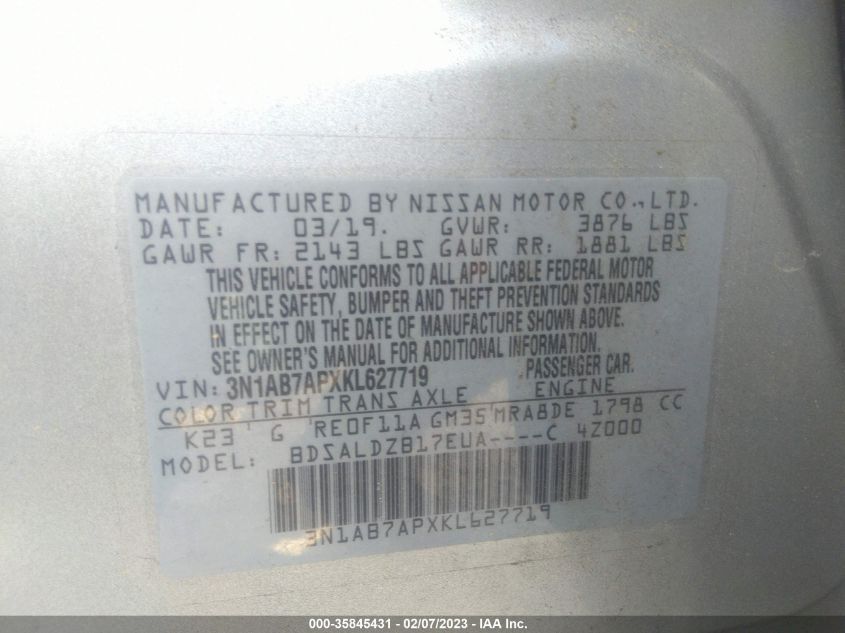 MANUFACTURED BY NISSAN MOTOR CO.,LTD.
DATE: 03/19. GVWR: 3876 LBS
GAWR FR: 2143 LBS GAWR RR: 1881 LBS
THIS VEHICLE CONFORMS TO ALL APPLICABLE FEDERAL MOTOR
VEHICLE SAFETY, BUMPER AND THEFT PREVENTION STANDARDS
IN EFFECT ON THE DATE OF MANUFACTURE SHOWN ABOVE.
SEE OWNER'S MANUAL FOR ADDITIONAL INFORMATION.
VIN: 3N1AB7APXKL627719 PASSENGER CAR.
COLOR TRIM TRANS AXLE ENGINE
K23 G RE0F11A GM35 MRA8DE 1798 CC
MODEL: BDSALDZB17EUA----C 4Z000
3N1AB7APXKL627719
000-35845431 - 02/07/2023 - IAA Inc.